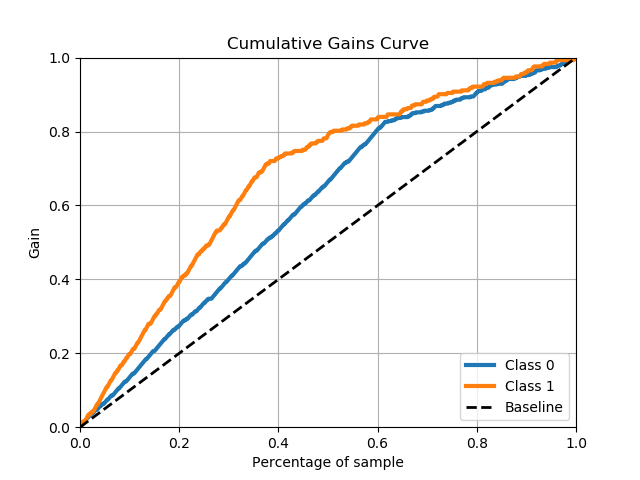 Cumulative Gains Curve
1.0
0.8
0.6
0.4
0.2
0.0
Gain
0.0 0.2 0.4 0.6 0.8 1.0
Percentage of sample
Class 0
Class 1
Baseline